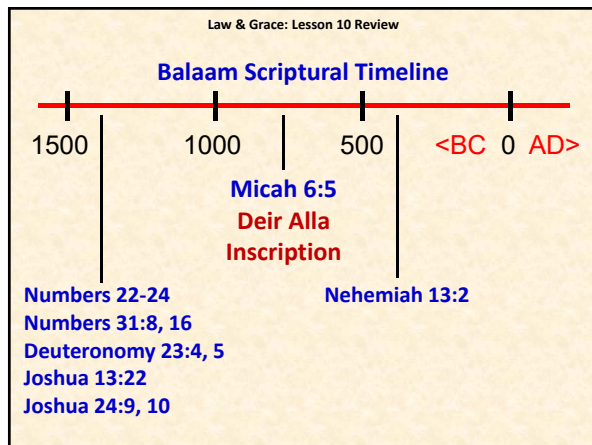 Law & Grace: Lesson 10 Review
Balaam Scriptural Timeline
1500 1000 500 <BC 0 AD>
Micah 6:5
Deir Alla
Inscription
Numbers 22-24 Nehemiah 13:2
Numbers 31:8, 16
Deuteronomy 23:4, 5
Joshua 13:22
Joshua 24:9, 10